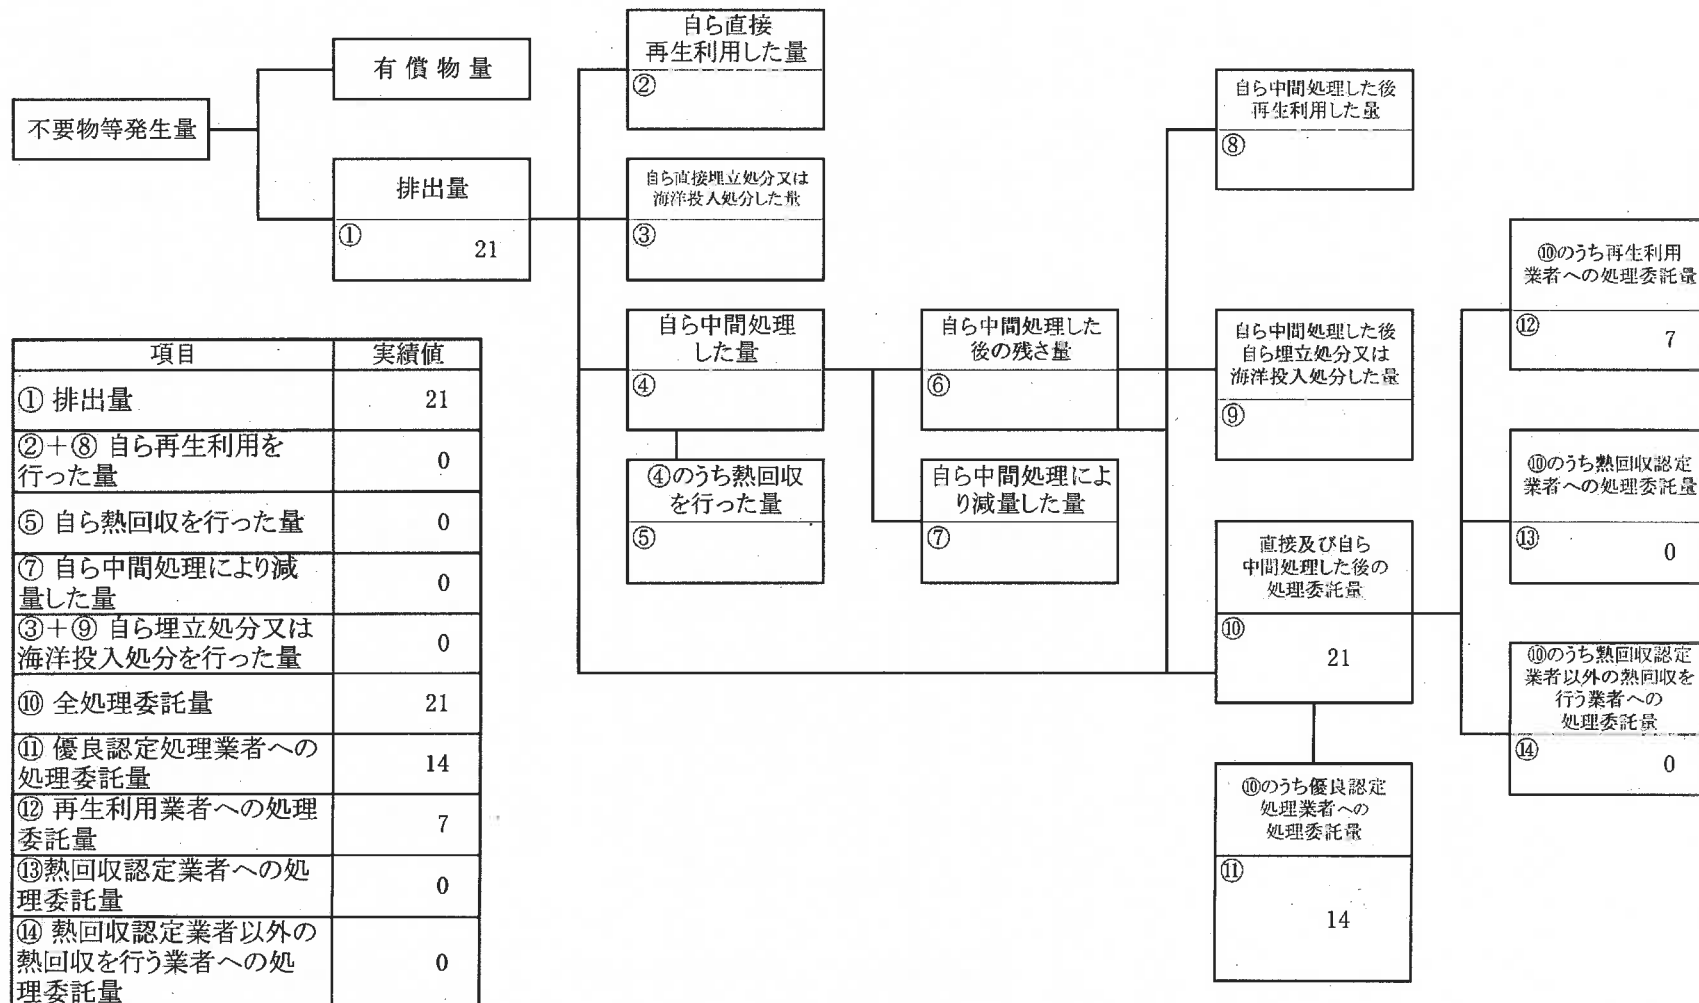 不要物等発生量
有償物量
排出量
①
21
自ら直接
再生利用した量
②
自ら直接埋立処分又は
海洋投入処分した量
③
自ら中間処理
した量
④
④のうち熱回収
を行った量
⑤
自ら中間処理した
後の残さ量
⑥
自ら中間処理によ
り減量した量
⑦
自ら中間処理した後
再生利用した量
⑧
自ら中間処理した後
自ら埋立処分又は
海洋投入処分した量
⑨
直接及び自ら
中間処理した後の
処理委託量
⑩
21
⑩のうち優良認定
処理業者への
処理委託量
⑪
14
⑩のうち再生利用
業者への処理委託量
⑫
7
⑩のうち熱回収認定
業者への処理委託量
⑬
0
⑩のうち熱回収認定
業者以外の熱回収を
行う業者への
処理委託量
⑭
0
項目 実績値
① 排出量 21
②+⑧ 自ら再生利用を
行った量 0
⑤ 自ら熱回収を行った量 0
⑦ 自ら中間処理により減
量した量 0
③+⑨ 自ら埋立処分又は
海洋投入処分を行った量 0
⑩ 全処理委託量 21
⑪ 優良認定処理業者への
処理委託量 14
⑫ 再生利用業者への処理
委託量 7
⑬熱回収認定業者への処
理委託量 0
⑭ 熱回収認定業者以外の
熱回収を行う業者への処
理委託量 0